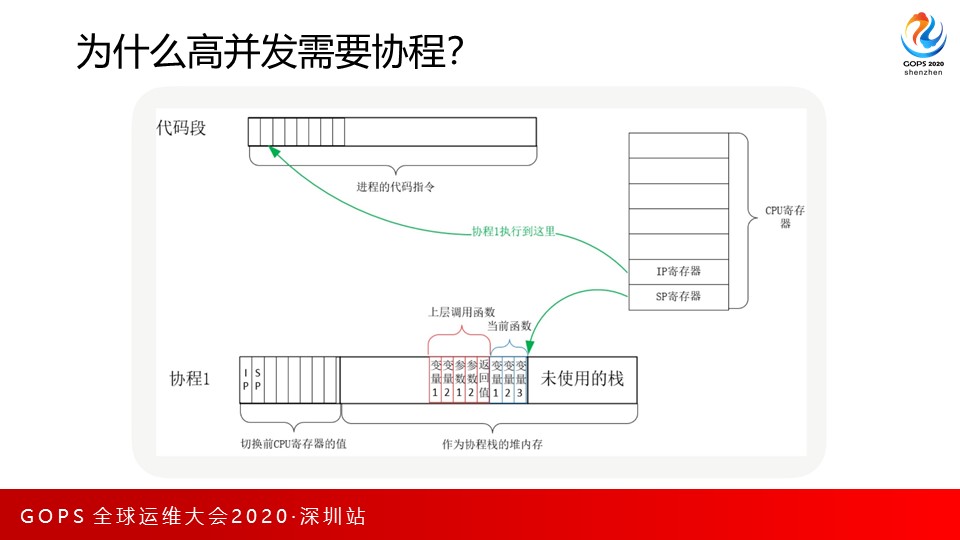 为什么高并发需要协程？
GOPS 2020
shenzhen
代码段
进程的代码指令
CPU寄存
器
协程1执行到这里
IP寄存器
SP寄存器
上层调用函数
当前函数
协程1
IP
SP
变量1
变量2
参数1
参数2
返回值
变量1
变量2
变量3
未使用的栈
切换前CPU寄存器的值
作为协程栈的堆内存
GOPS 全球运维大会2020·深圳站